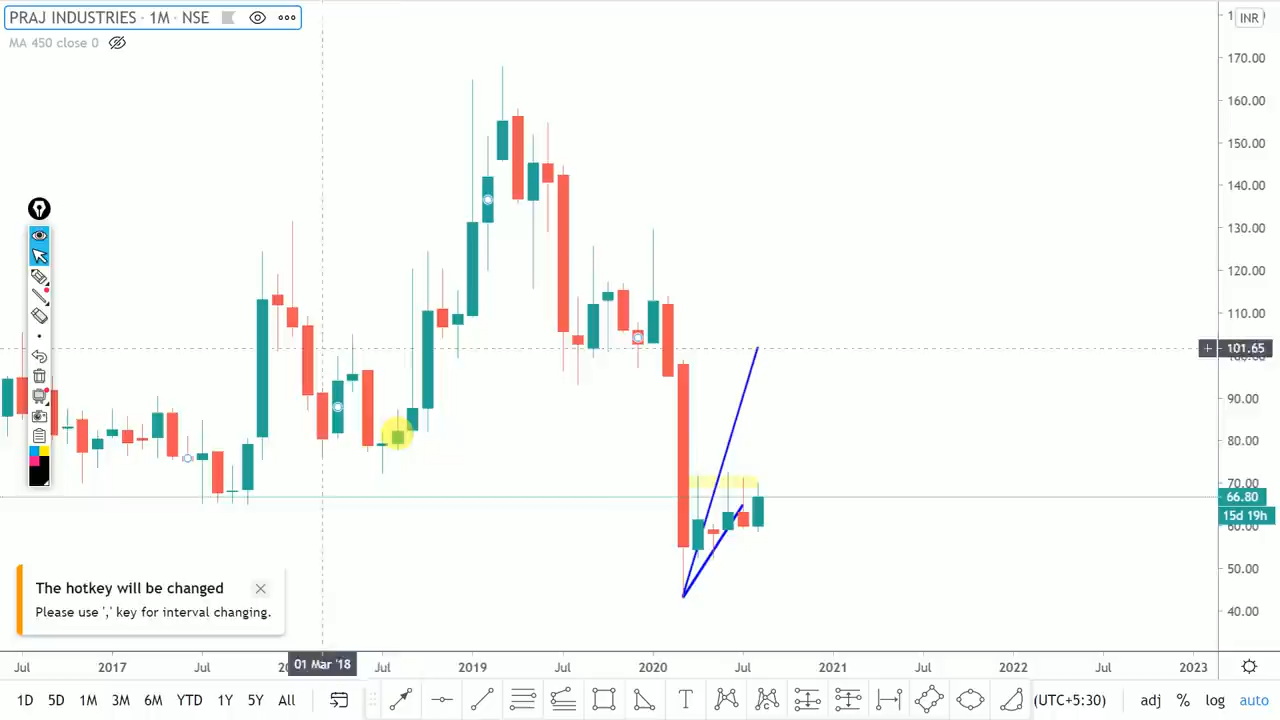 PRAJ INDUSTRIES · 1M · NSE
MA 450 close 0
INR
170.00
160.00
150.00
140.00
130.00
120.00
110.00
101.65
90.00
80.00
70.00
66.80
15d 19h
60.00
50.00
40.00
The hotkey will be changed
Please use ',' key for interval changing.
Jul 2017 Jul 01 Mar '18 Jul 2019 Jul 2020 Jul 2021 Jul 2022 Jul 2023
1D 5D 1M 3M 6M YTD 1Y 5Y All T C (UTC+5:30) adj % log auto